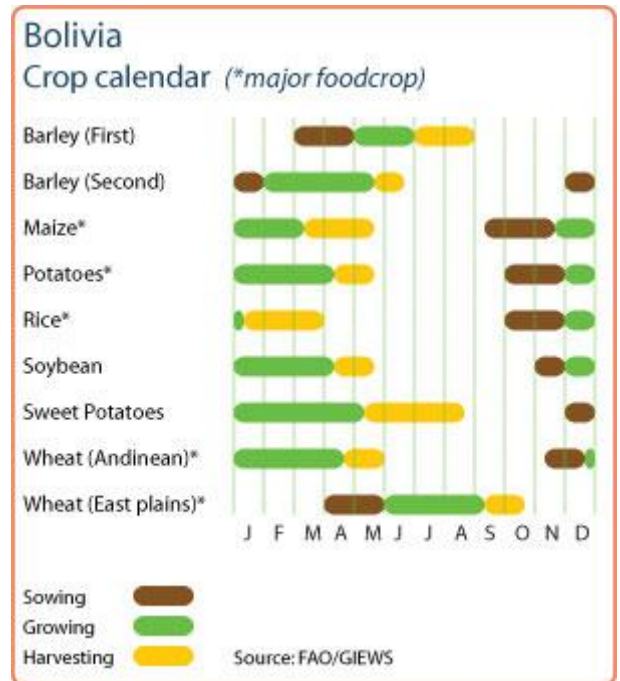 Bolivia
Crop calendar (*major foodcrop)
Barley (First)
Barley (Second)
Maize*
Potatoes*
Rice*
Soybean
Sweet Potatoes
Wheat (Andinean)*
Wheat (East plains)*
J F M A M J J A S O N D
Sowing
Growing
Harvesting Source: FAO/GIEWS